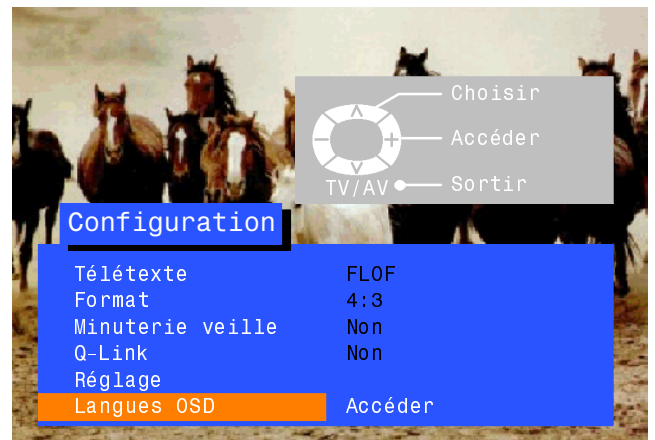 Choisir
Accéder
TV/AV Sortir
Configuration
Télétexte FLOF
Format 4:3
Minuterie veille Non
Q-Link Non
Réglage
Langues OSD Accéder